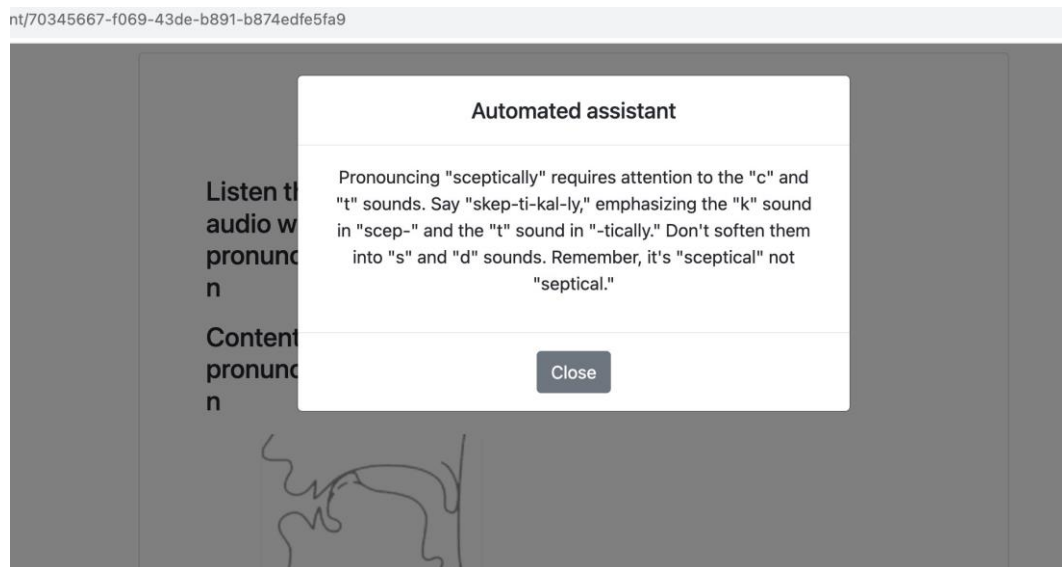 nt/70345667-f069-43de-b891-b874edfe5fa9
Automated assistant
Pronouncing "sceptically" requires attention to the "c" and
"t" sounds. Say "skep-ti-kal-ly," emphasizing the "k" sound
in "scep-" and the "t" sound in "-tically." Don't soften them
into "s" and "d" sounds. Remember, it's "sceptical" not
"septical."
Close
Listen th
audio w
pronunc
n
Content
pronunc
n